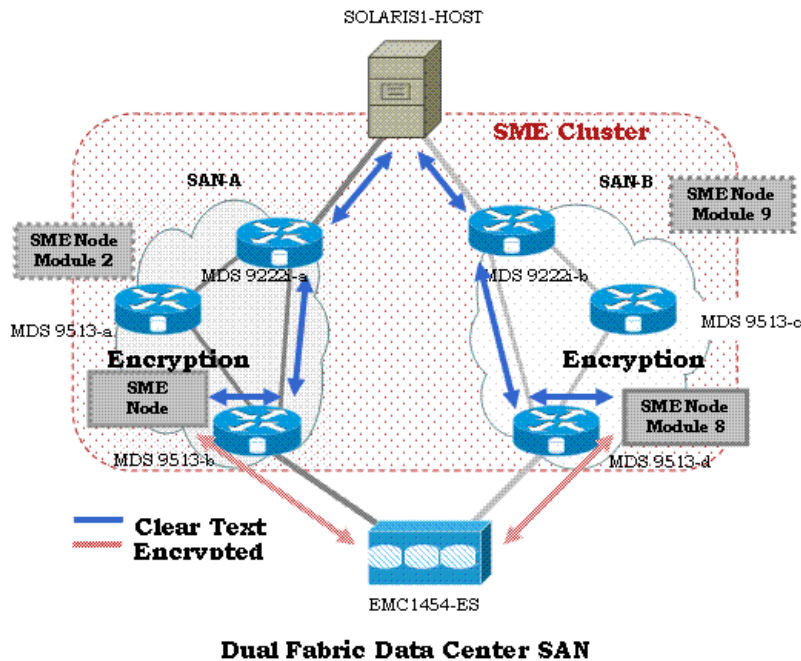 SOLARIS1-HOST
SME Cluster
SAN-A
SAN-B
SME Node
Module 9
SME Node
Module 2
MDS 9222i-a
MDS 9222i-b
MDS 9513-a
MDS 9513-c
Encryption
Encryption
SME
Node
SME Node
Module 8
MDS 9513-b
MDS 9513-d
Clear Text
Encrypted
EMC1454-ES
Dual Fabric Data Center SAN